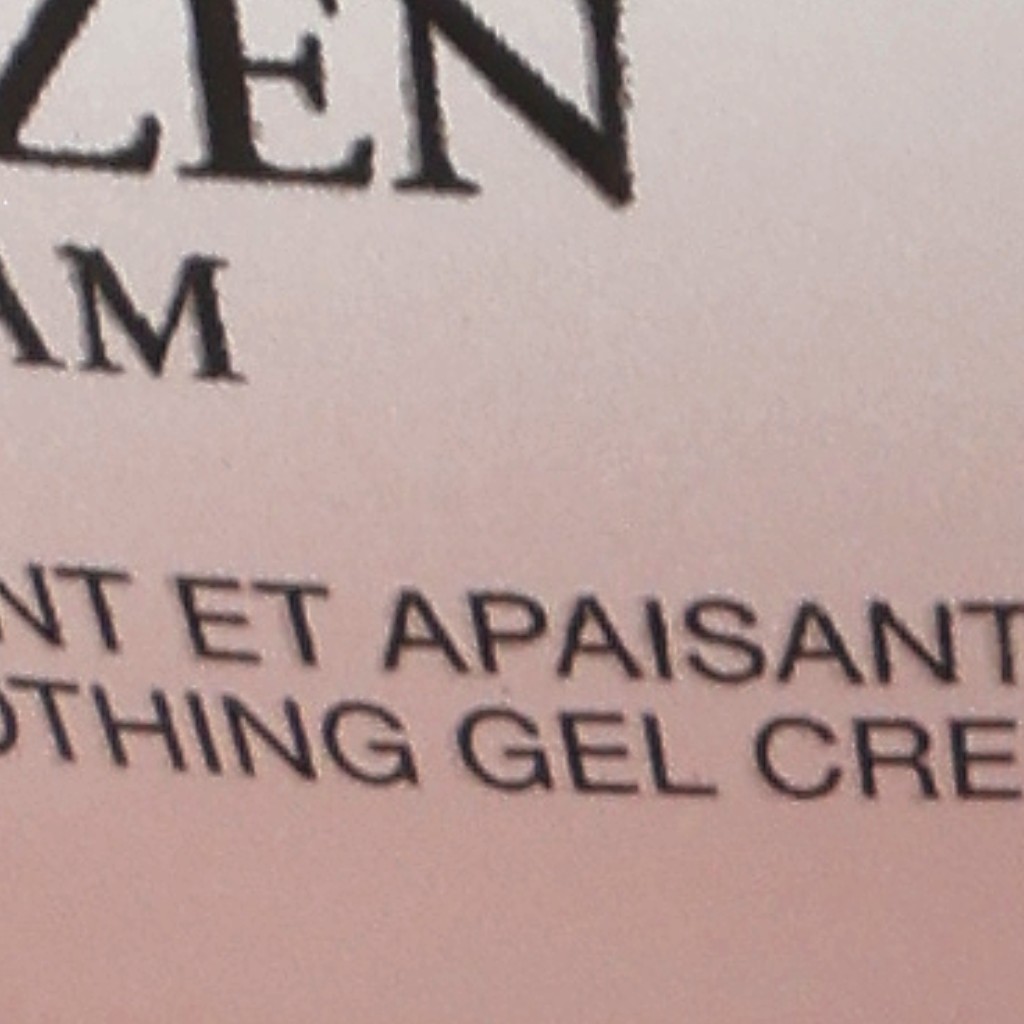 ZEN
AM
NT ET APAISANT
OTHING GEL CRE